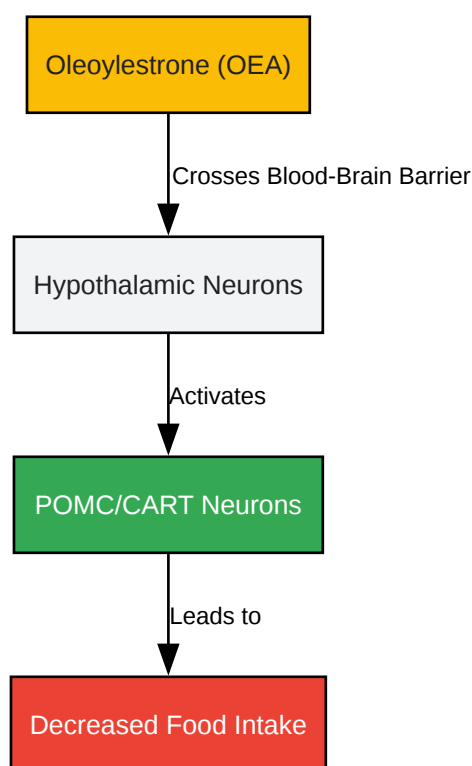 Oleoylestrone (OEA)
Crosses Blood-Brain Barrier
Hypothalamic Neurons
Activates
POMC/CART Neurons
Leads to
Decreased Food Intake